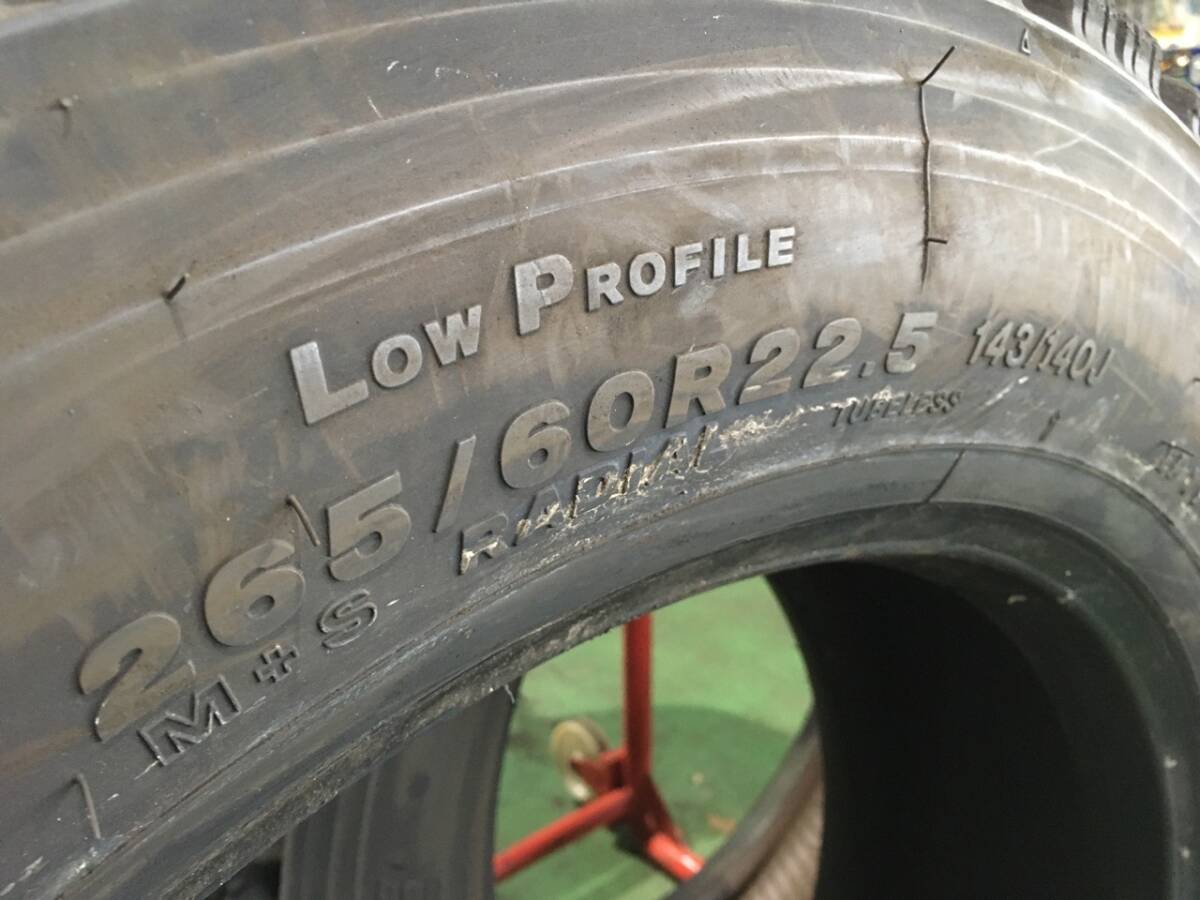 LOW PROFILE
265/60R22.5 143/140J
RADIAL TUBELESS
M+S